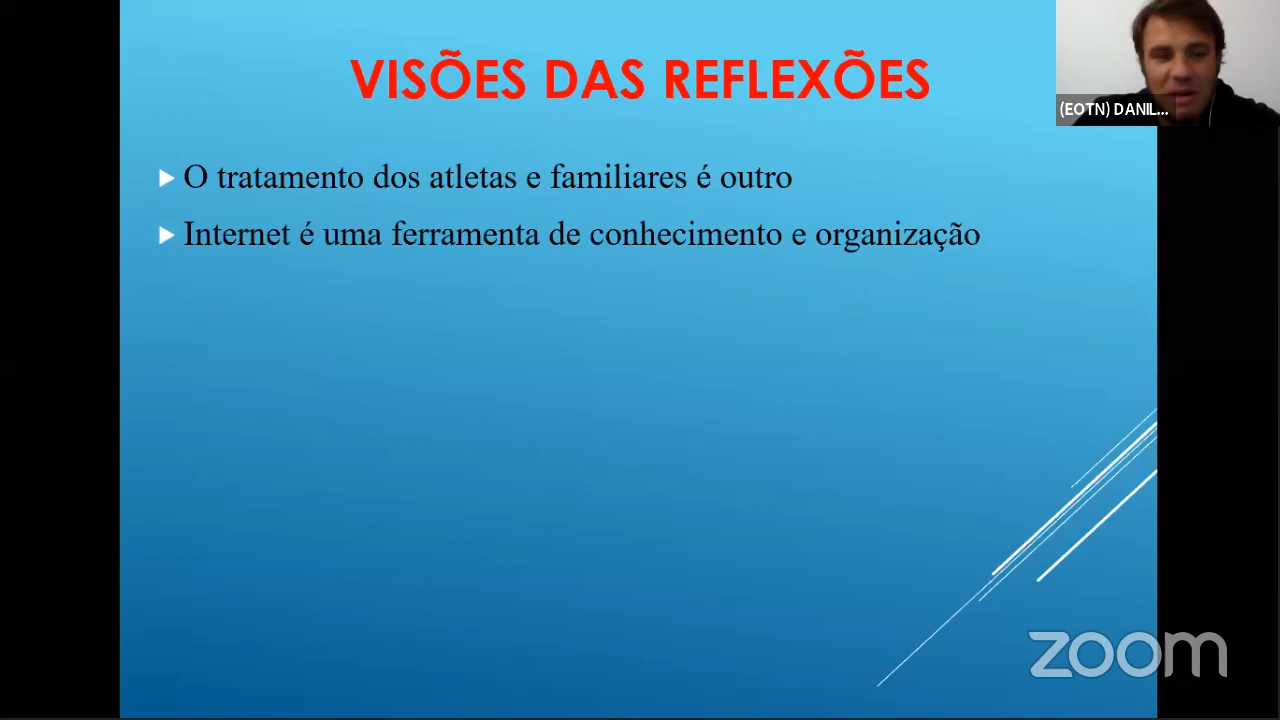 VISÕES DAS REFLEXÕES
(EOTN) DANIL...
O tratamento dos atletas e familiares é outro
Internet é uma ferramenta de conhecimento e organização
zoom